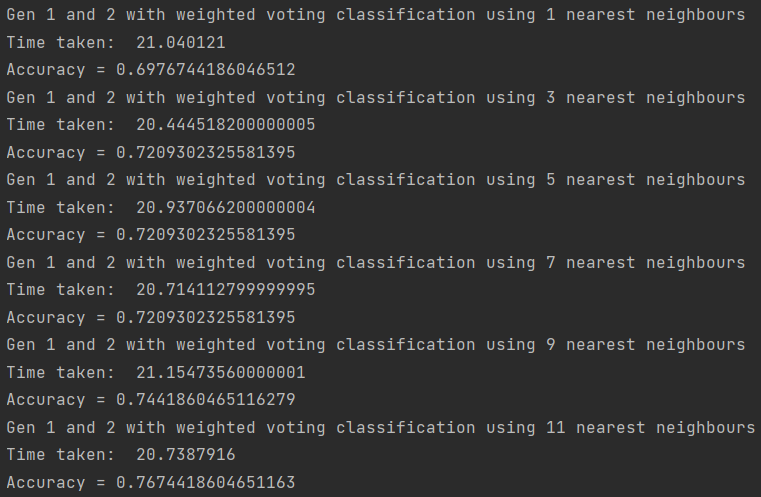 Gen 1 and 2 with weighted voting classification using 1 nearest neighbours
Time taken:  21.040121
Accuracy = 0.6976744186046512
Gen 1 and 2 with weighted voting classification using 3 nearest neighbours
Time taken:  20.444518200000005
Accuracy = 0.7209302325581395
Gen 1 and 2 with weighted voting classification using 5 nearest neighbours
Time taken:  20.937066200000004
Accuracy = 0.7209302325581395
Gen 1 and 2 with weighted voting classification using 7 nearest neighbours
Time taken:  20.714112799999995
Accuracy = 0.7209302325581395
Gen 1 and 2 with weighted voting classification using 9 nearest neighbours
Time taken:  21.15473560000001
Accuracy = 0.7441860465116279
Gen 1 and 2 with weighted voting classification using 11 nearest neighbours
Time taken:  20.7387916
Accuracy = 0.7674418604651163